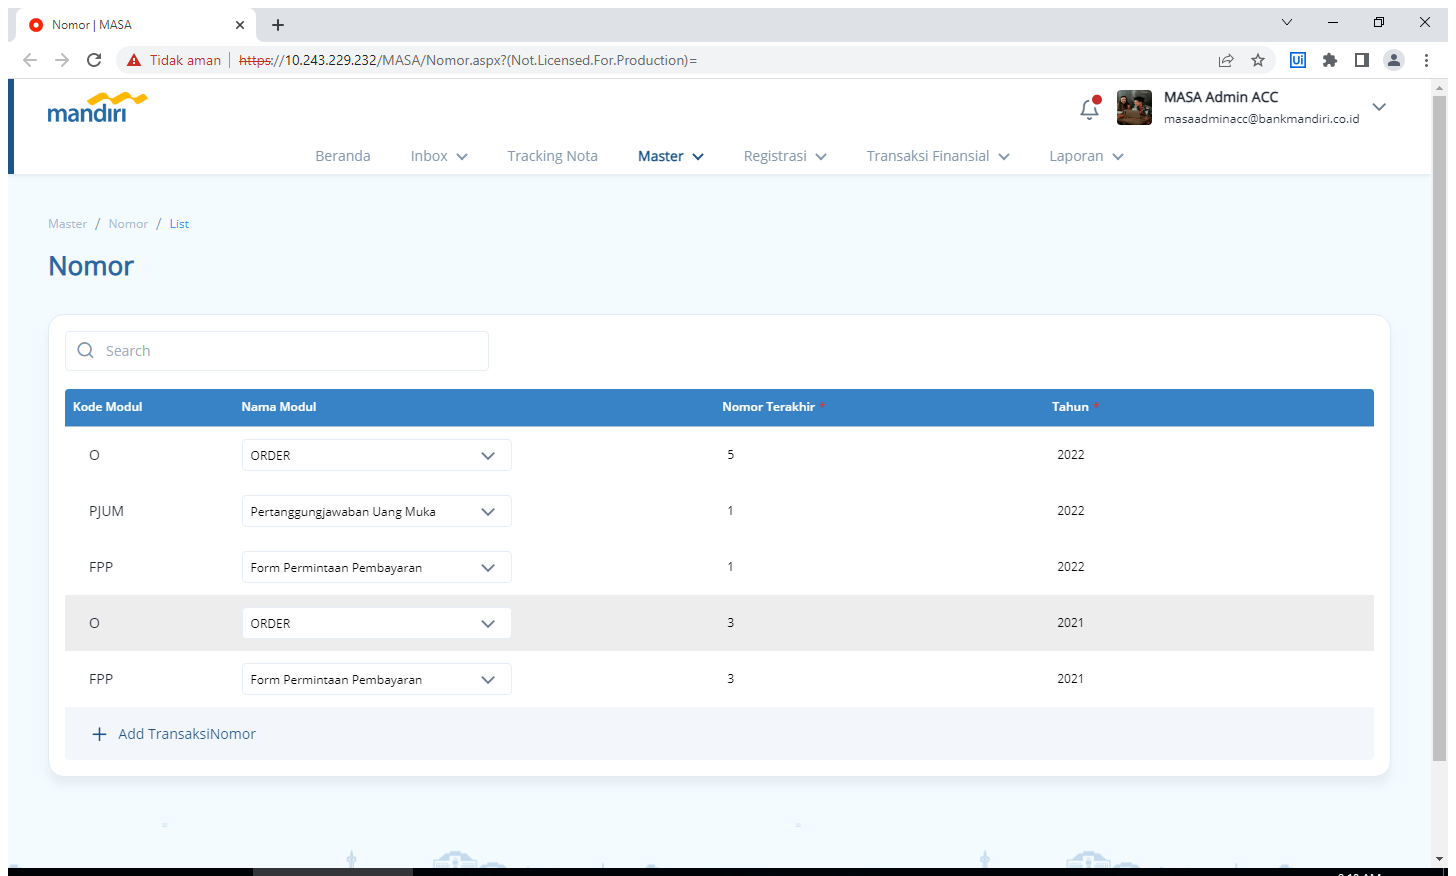 Nomor | MASA
Tidak aman | https://10.243.229.232/MASA/Nomor.aspx?(Not.Licensed.For.Production)=
Ui
mandiri
MASA Admin ACC
masaadminacc@bankmandiri.co.id
Beranda Inbox Tracking Nota Master Registrasi Transaksi Finansial Laporan
Master / Nomor / List
Nomor
Search
Kode Modul Nama Modul Nomor Terakhir * Tahun *
O ORDER 5 2022
PJUM Pertanggungjawaban Uang Muka 1 2022
FPP Form Permintaan Pembayaran 1 2022
O ORDER 3 2021
FPP Form Permintaan Pembayaran 3 2021
+ Add TransaksiNomor